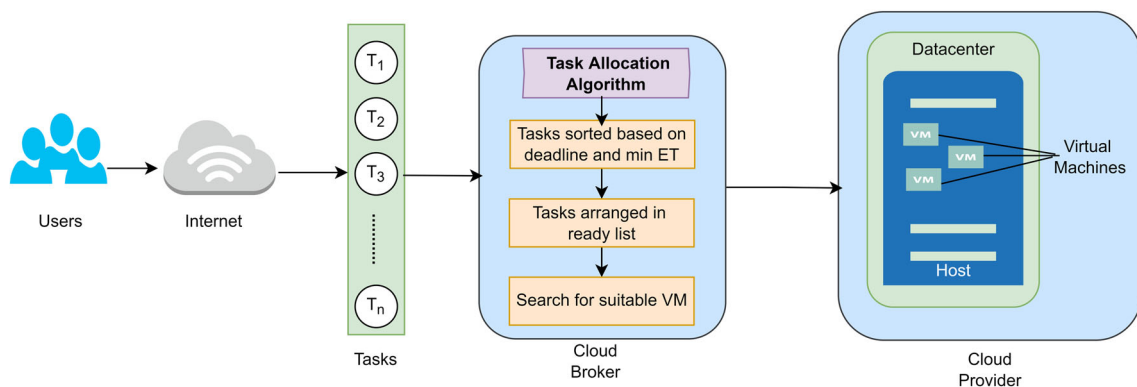 Users
Internet
T1
T2
T3
Tn
Tasks
Task Allocation
Algorithm
Tasks sorted based on
deadline and min ET
Tasks arranged in
ready list
Search for suitable VM
Cloud
Broker
Datacenter
VM
VM
VM
Host
Virtual
Machines
Cloud
Provider